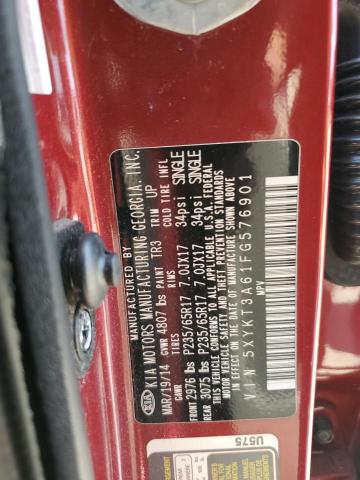 MANUFACTURED BY
KIA KIA MOTORS MANUFACTURING GEORGIA, INC.
MAR/19/14 GVWR 4807 lbs PAINT TR3 TRIM UP
GAWR TIRES RIMS COLD TIRE INFL
FRONT 2976 lbs P235/65R17 7.0JX17 34psi SINGLE
REAR 3075 lbs P235/65R17 7.0JX17 34psi SINGLE
THIS VEHICLE CONFORMS TO ALL APPLICABLE U.S.A. FEDERAL
MOTOR VEHICLE SAFETY AND THEFT PREVENTION STANDARDS
IN EFFECT ON THE DATE OF MANUFACTURE SHOWN ABOVE
V I N : 5XYKT3A61FG576901
MPV
U575